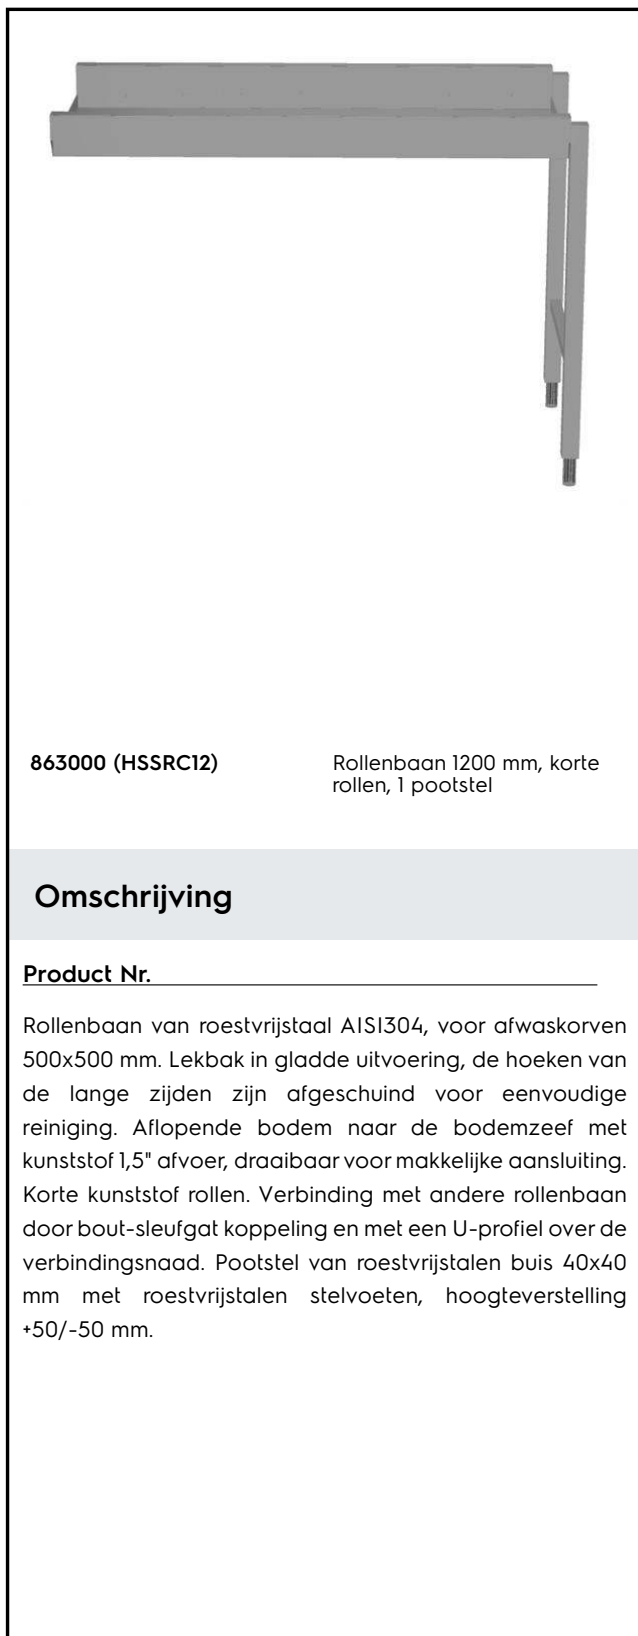 863000 (HSSRC12)
Rollenbaan 1200 mm, korte
rollen, 1 pootstel
Omschrijving
Product Nr.
Rollenbaan van roestvrijstaal AISI304, voor afwaskorven
500x500 mm. Lekbak in gladde uitvoering, de hoeken van
de lange zijden zijn afgeschuind voor eenvoudige
reiniging. Aflopende bodem naar de bodemzeef met
kunststof 1,5" afvoer, draaibaar voor makkelijke aansluiting.
Korte kunststof rollen. Verbinding met andere rollenbaan
door bout-sleufgat koppeling en met een U-profiel over de
verbindingsnaad. Pootstel van roestvrijstalen buis 40x40
mm met roestvrijstalen stelvoeten, hoogteverstelling
+50/-50 mm.